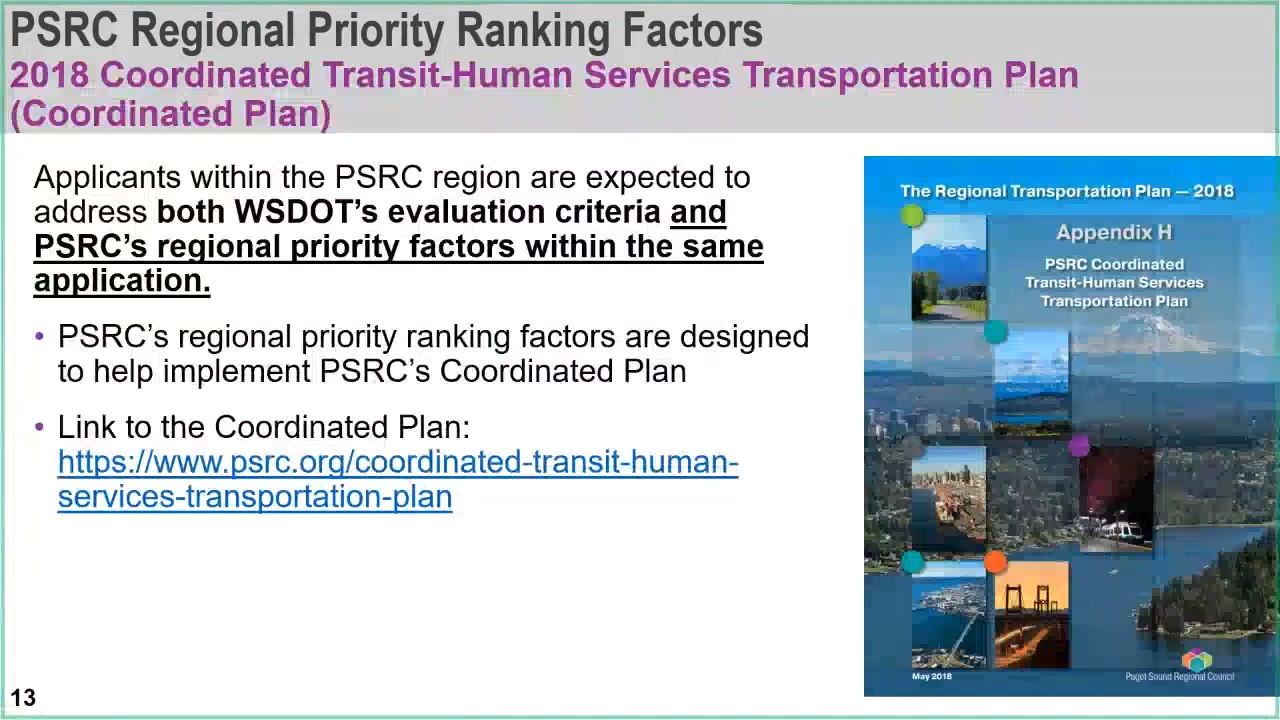 PSRC Regional Priority Ranking Factors
2018 Coordinated Transit-Human Services Transportation Plan
(Coordinated Plan)
Applicants within the PSRC region are expected to
address both WSDOT’s evaluation criteria and
PSRC’s regional priority factors within the same
application.
• PSRC’s regional priority ranking factors are designed
to help implement PSRC’s Coordinated Plan
• Link to the Coordinated Plan:
https://www.psrc.org/coordinated-transit-human-
services-transportation-plan
13
The Regional Transportation Plan — 2018
Appendix H
PSRC Coordinated
Transit-Human Services
Transportation Plan
May 2018
Puget Sound Regional Council